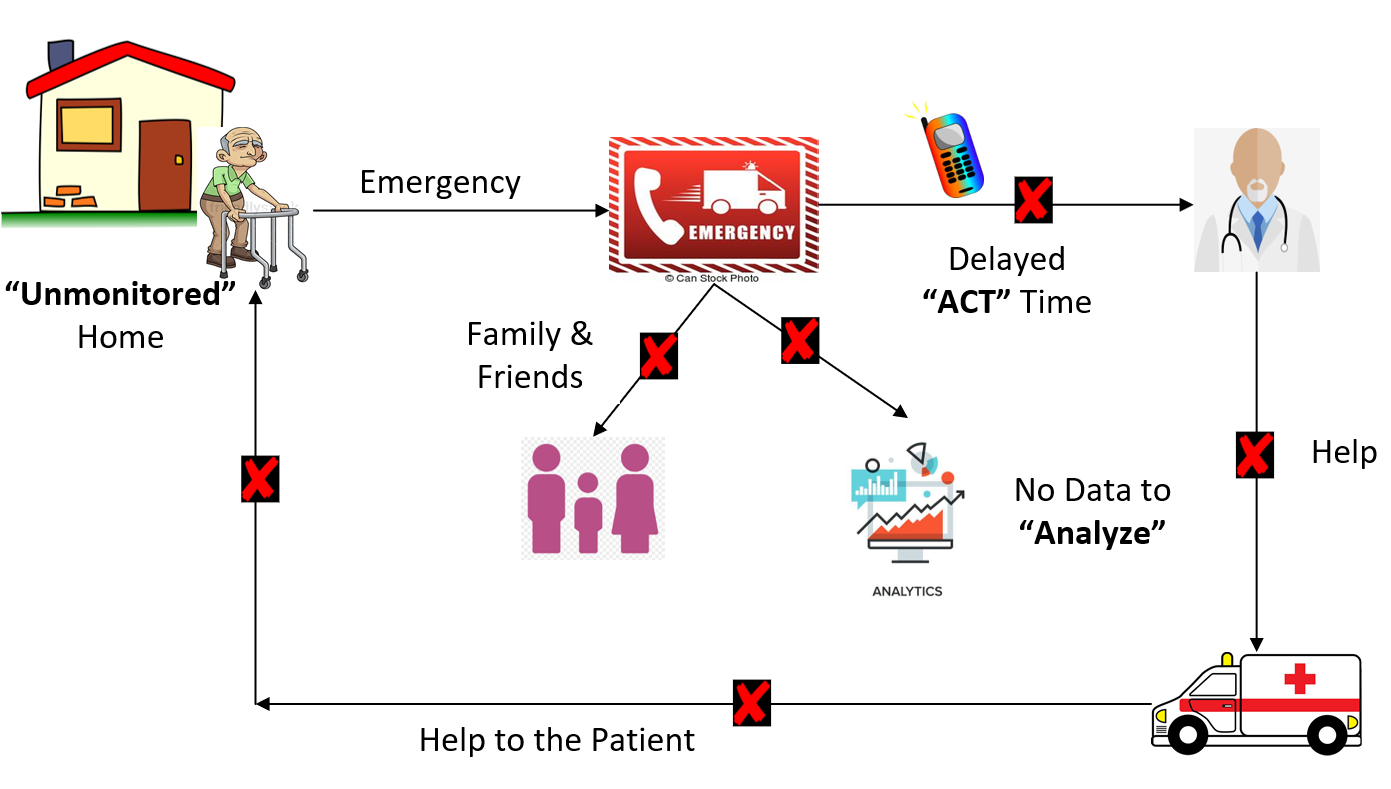 Emergency
EMERGENCY
© Can Stock Photo
Delayed
“ACT” Time
“Unmonitored”
Home
Family &
Friends
Help
No Data to
“Analyze”
ANALYTICS
Help to the Patient